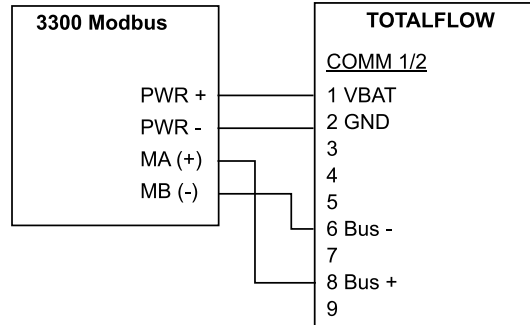 3300 Modbus
PWR +
PWR -
MA (+)
MB (-)
TOTALFLOW
COMM 1/2
1 VBAT
2 GND
3
4
5
6 Bus -
7
8 Bus +
9